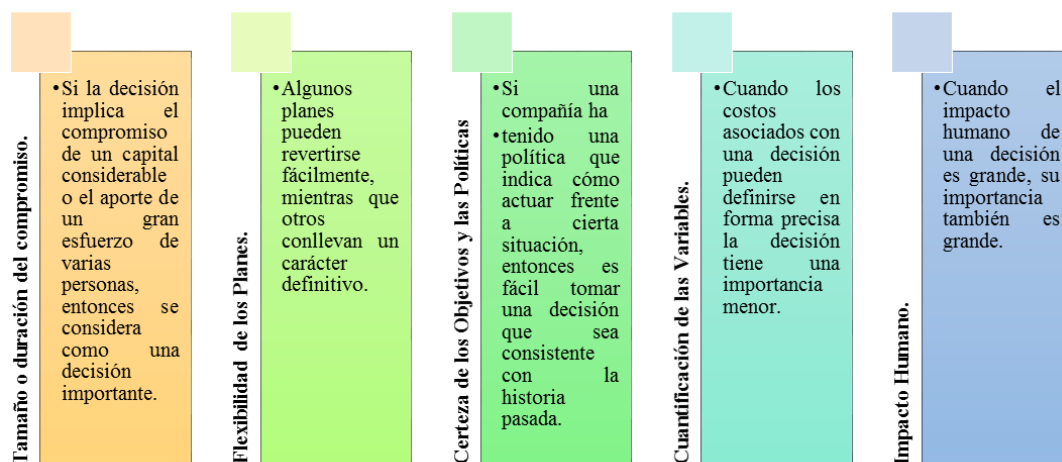 Tamaño o duración del compromiso.
•Si la decisión
implica el
compromiso
de un capital
considerable
o el aporte de
un gran
esfuerzo de
varias
personas,
entonces se
considera
como una
decisión
importante.
Flexibilidad de los Planes.
•Algunos
planes
pueden
revertirse
fácilmente,
mientras que
otros
conllevan un
carácter
definitivo.
Certeza de los Objetivos y las Políticas
•Si una
compañía ha
•tenido una
política que
indica cómo
actuar frente
a cierta
situación,
entonces es
fácil tomar
una decisión
que sea
consistente
con la
historia
pasada.
Cuantificación de las Variables.
•Cuando los
costos
asociados con
una decisión
pueden
definirse en
forma precisa
la decisión
tiene una
importancia
menor.
Impacto Humano.
•Cuando el
impacto
humano de
una decisión
es grande, su
importancia
también es
grande.